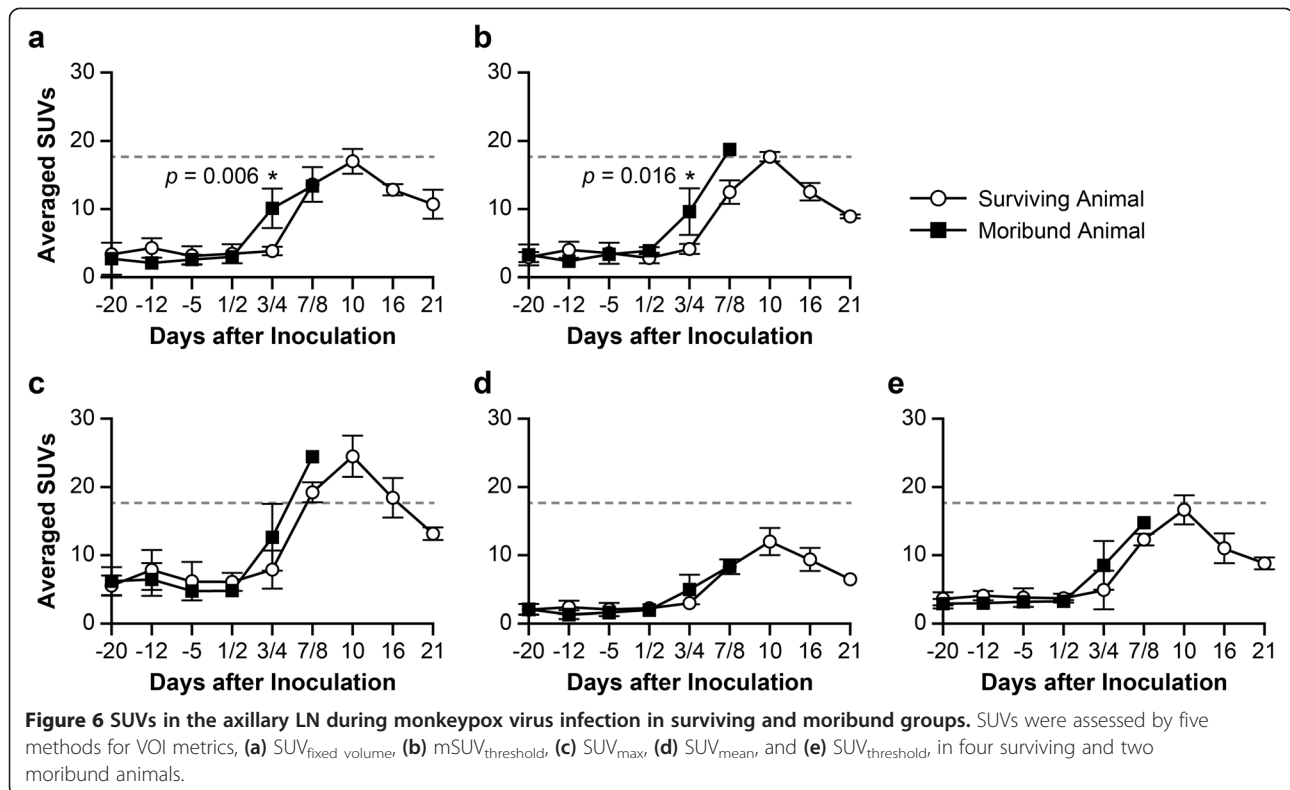 a
30
20
10
0
Averaged SUVs
p = 0.006 *
-20 -12 -5 1/2 3/4 7/8 10 16 21
Days after Inoculation
b
30
20
10
0
p = 0.016 *
-20 -12 -5 1/2 3/4 7/8 10 16 21
Days after Inoculation
Surviving Animal
Moribund Animal
c
30
20
10
0
Averaged SUVs
-20 -12 -5 1/2 3/4 7/8 10 16 21
Days after Inoculation
d
30
20
10
0
-20 -12 -5 1/2 3/4 7/8 10 16 21
Days after Inoculation
e
30
20
10
0
-20 -12 -5 1/2 3/4 7/8 10 16 21
Days after Inoculation
Figure 6 SUVs in the axillary LN during monkeypox virus infection in surviving and moribund groups. SUVs were assessed by five
methods for VOI metrics, (a) SUVfixed volume, (b) mSUVthreshold, (c) SUVmax, (d) SUVmean, and (e) SUVthreshold, in four surviving and two
moribund animals.